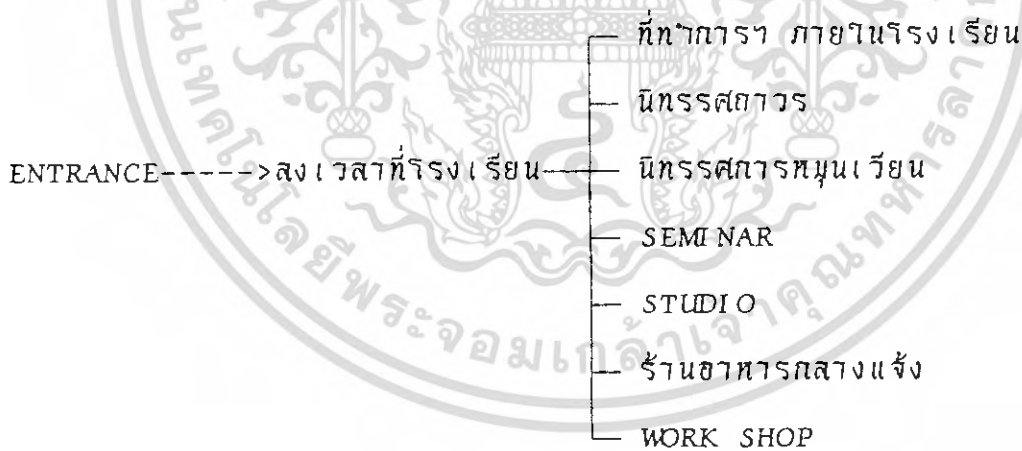 ที่ทำการฯ ภายในโรงเรียน
นิทรรศถาวร
ENTRANCE----->ลงเวลาที่โรงเรียน นิทรรศการหมุนเวียน
SEMINAR
STUDIO
ร้านอาหารกลางแจ้ง
WORK SHOP